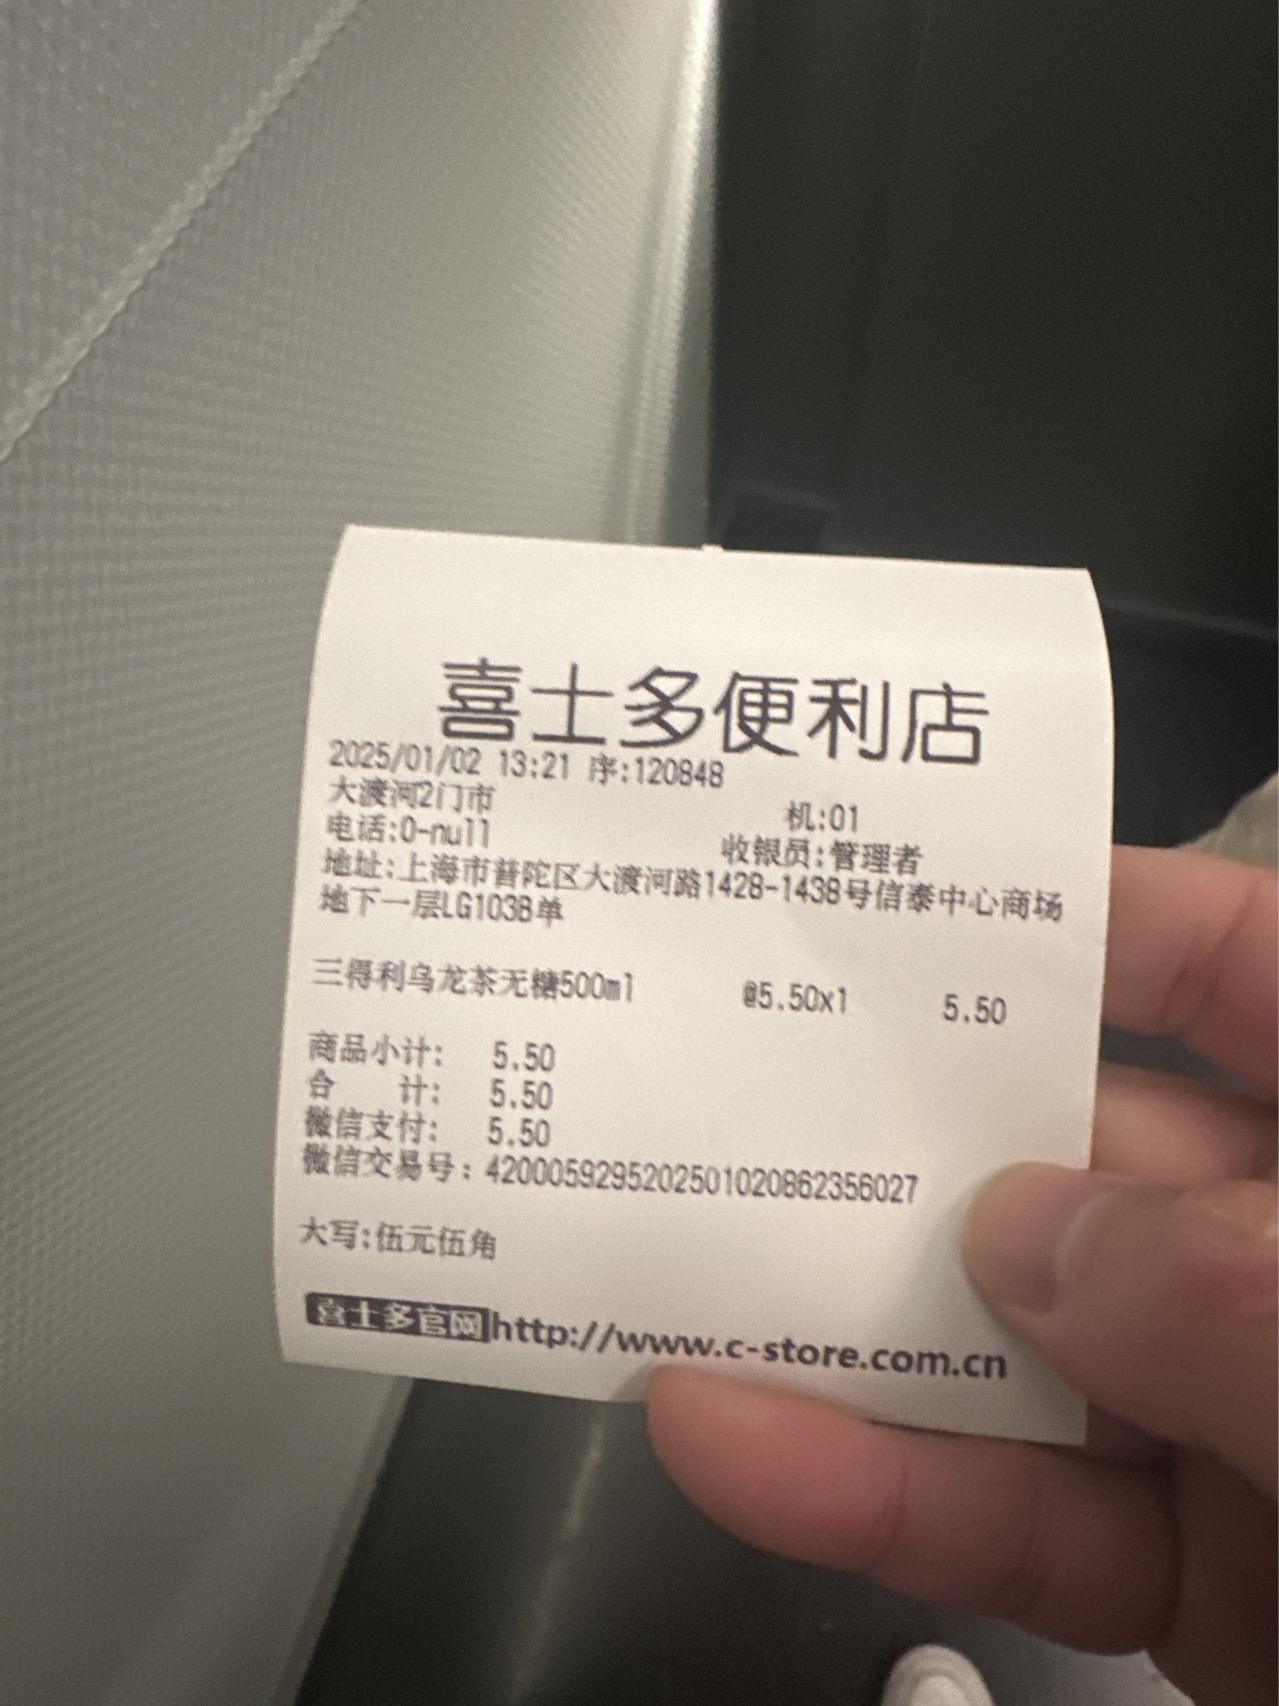 喜士多便利店
2025/01/02 13:21 序:120848
大渡河2门市 机:01
电话:0-null 收银员:管理者
地址:上海市普陀区大渡河路1428-1438号信泰中心商场
地下一层LG103B单
三得利乌龙茶无糖500ml @5.50x1 5.50
商品小计: 5.50
合 计: 5.50
微信支付: 5.50
微信交易号: 4200059295202501020862356027
大写:伍元伍角
喜士多官网http://www.c-store.com.cn